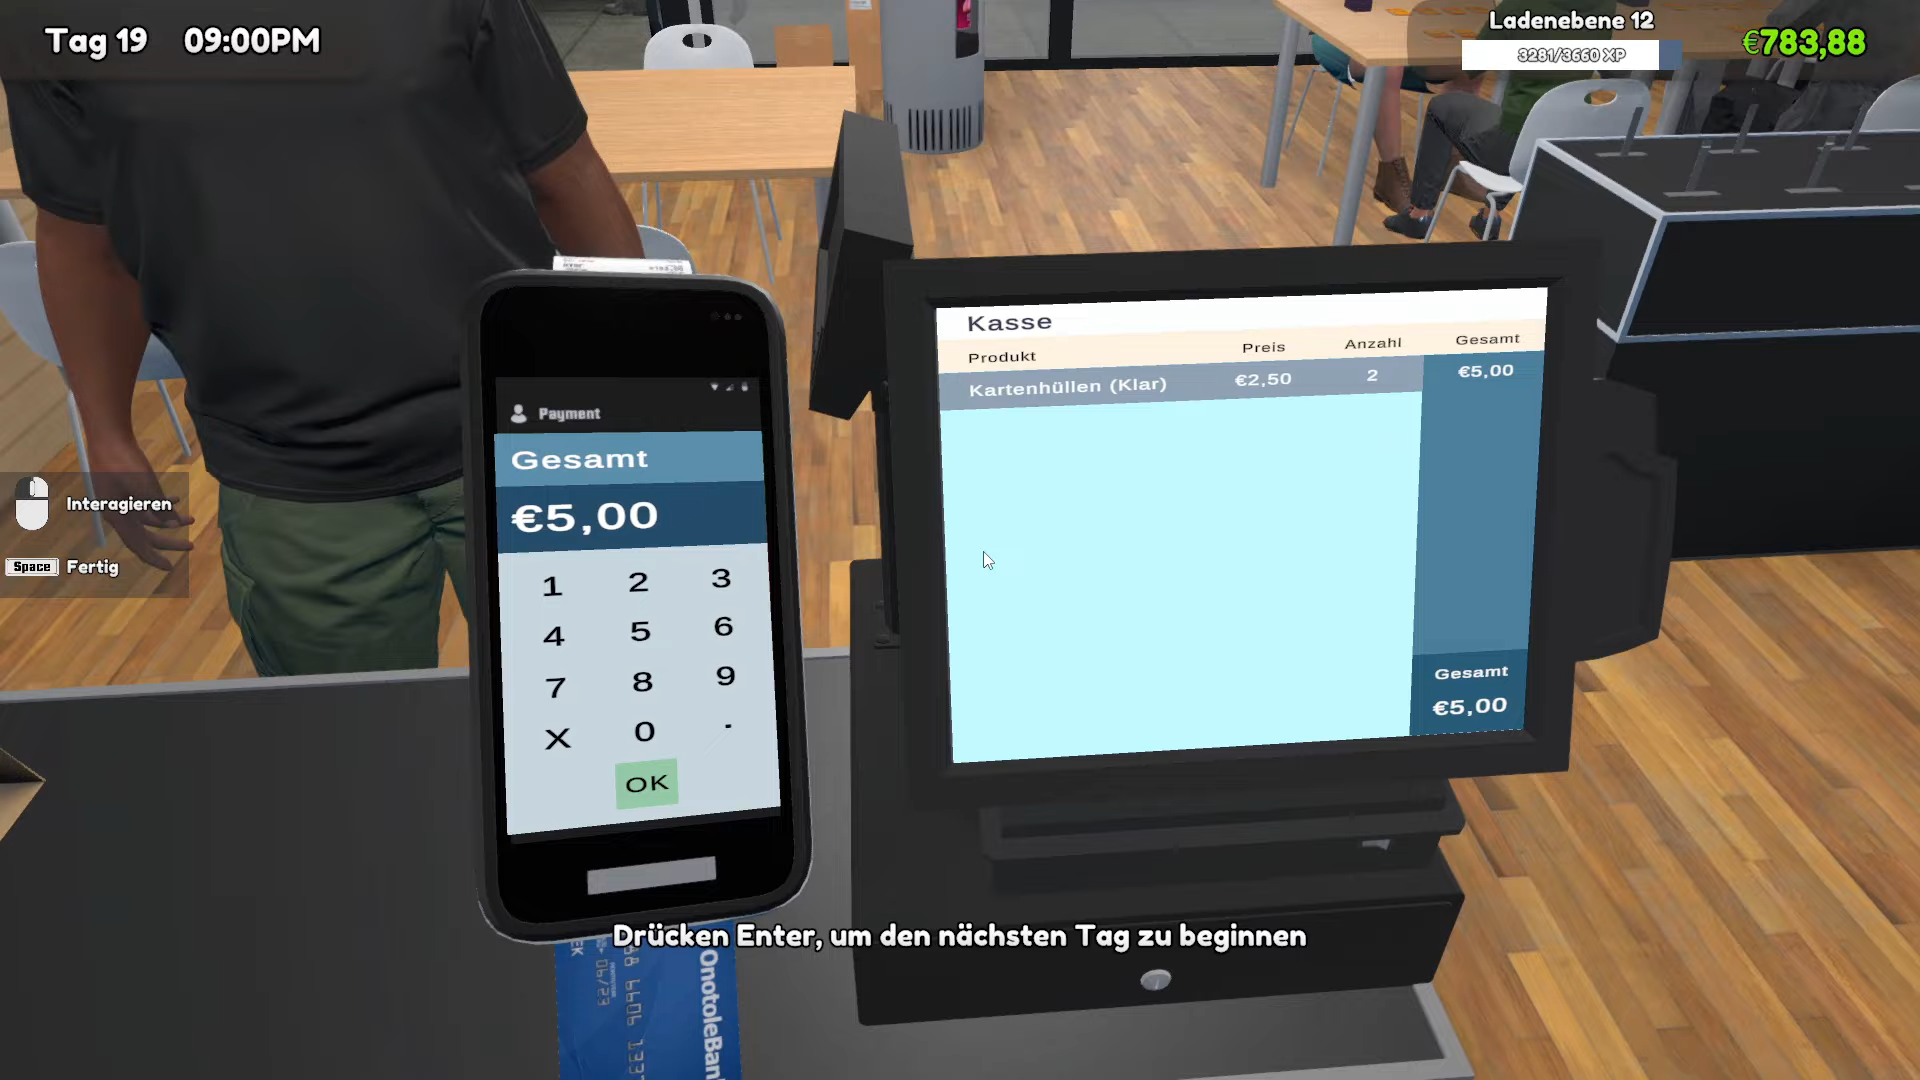 Tag 19 09:00PM
Ladenebene 12
3281/3660 XP
€783,88
Interagieren
Space Fertig
Payment
Gesamt
€5,00
1 2 3
4 5 6
7 8 9
X 0 .
OK
Kasse
Produkt Preis Anzahl Gesamt
Kartenhüllen (Klar) €2,50 2 €5,00
Gesamt
€5,00
Drücken Enter, um den nächsten Tag zu beginnen
OnotoleBan